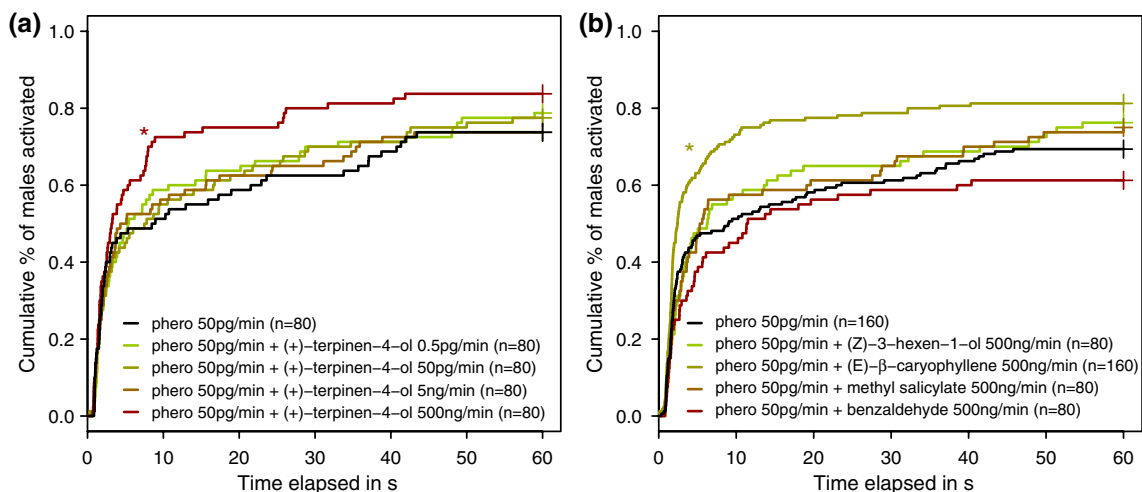 (a)
Cumulative % of males activated
1.0
0.8
0.6
0.4
0.2
0.0
*
phero 50pg/min (n=80)
phero 50pg/min + (+)−terpinen−4−ol 0.5pg/min (n=80)
phero 50pg/min + (+)−terpinen−4−ol 50pg/min (n=80)
phero 50pg/min + (+)−terpinen−4−ol 5ng/min (n=80)
phero 50pg/min + (+)−terpinen−4−ol 500ng/min (n=80)
0 10 20 30 40 50 60
Time elapsed in s
(b)
Cumulative % of males activated
1.0
0.8
0.6
0.4
0.2
0.0
*
phero 50pg/min (n=160)
phero 50pg/min + (Z)−3−hexen−1−ol 500ng/min (n=80)
phero 50pg/min + (E)−β−caryophyllene 500ng/min (n=160)
phero 50pg/min + methyl salicylate 500ng/min (n=80)
phero 50pg/min + benzaldehyde 500ng/min (n=80)
0 10 20 30 40 50 60
Time elapsed in s